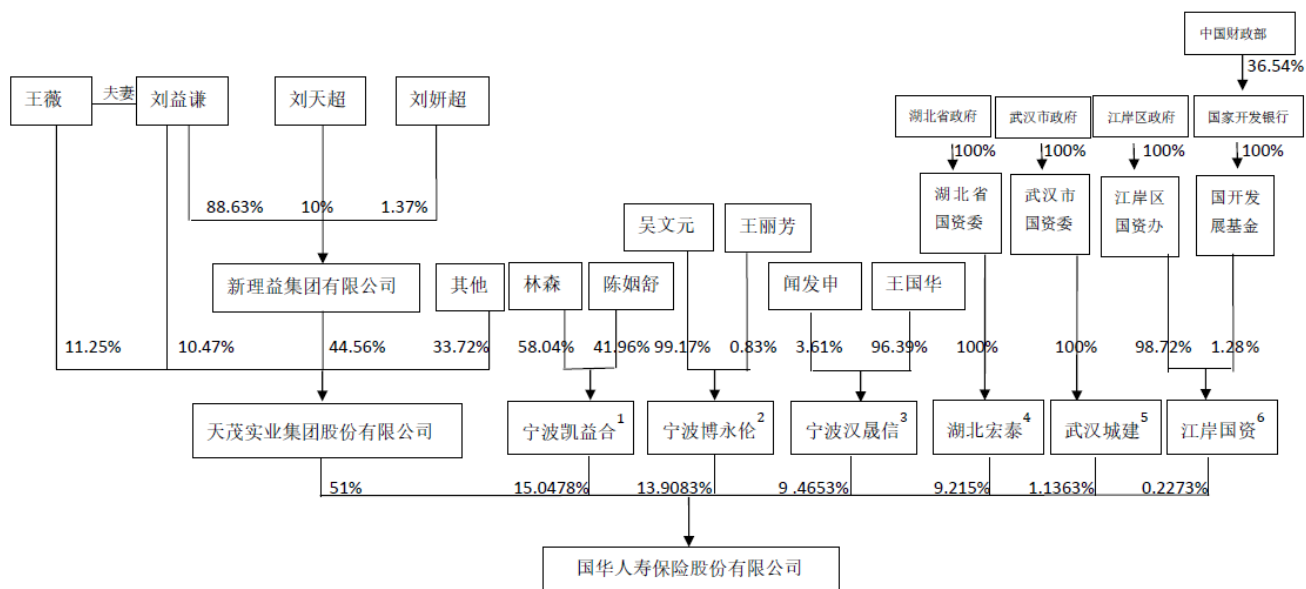 中国财政部
36.54%
王薇
夫妻
刘益谦
刘天超
刘妍超
湖北省政府
武汉市政府
江岸区政府
国家开发银行
100%
100%
100%
100%
88.63%
10%
1.37%
湖北省
国资委
武汉市
国资委
江岸区
国资办
国开发
展基金
吴文元
王丽芳
新理益集团有限公司
其他
林森
陈姻舒
闻发申
王国华
11.25%
10.47%
44.56%
33.72%
58.04%
41.96%
99.17%
0.83%
3.61%
96.39%
100%
100%
98.72%
1.28%
天茂实业集团股份有限公司
宁波凯益合1
宁波博永伦2
宁波汉晟信3
湖北宏泰4
武汉城建5
江岸国资6
51%
15.0478%
13.9083%
9 .4653%
9.215%
1.1363%
0.2273%
国华人寿保险股份有限公司